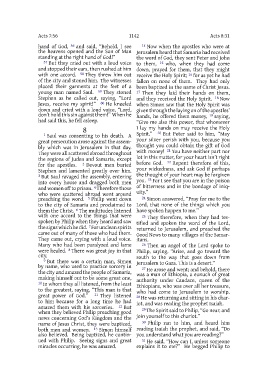 Acts 7:56
3142
Acts 8:31
hand of God, 56 and said, "Behold, I see
the heavens opened and the Son of Man
standing at the right hand of God!"
57 But they cried out with a loud voice
and stopped their ears, then rushed at him
with one accord. 58 They threw him out
of the city and stoned him. The witnesses
placed their garments at the feet of a
young man named Saul. 59 They stoned
Stephen as he called out, saying, "Lord
Jesus, receive my spirit!" 60 He kneeled
down and cried with a loud voice, "Lord,
don't hold this sin against them!" When he
had said this, he fell asleep.
8
1 Saul was consenting to his death. A
great persecution arose against the assembly
which was in Jerusalem in that day.
They were all scattered abroad throughout
the regions of Judea and Samaria, except
for the apostles. 2 Devout men buried
Stephen and lamented greatly over him.
3 But Saul ravaged the assembly, entering
into every house and dragged both men
and women off to prison. 4 Therefore those
who were scattered abroad went around
preaching the word. 5 Philip went down
to the city of Samaria and proclaimed to
them the Christ. 6 The multitudes listened
with one accord to the things that were
spoken by Philip when they heard and saw
the signs which he did. 7 For unclean spirits
came out of many of those who had them.
They came out, crying with a loud voice.
Many who had been paralyzed and lame
were healed. 8 There was great joy in that
city.
9 But there was a certain man, Simon
by name, who used to practice sorcery in
the city and amazed the people of Samaria,
making himself out to be some great one,
10 to whom they all listened, from the least
to the greatest, saying, "This man is that
great power of God." 11 They listened
to him because for a long time he had
amazed them with his sorceries. 12 But
when they believed Philip preaching good
news concerning God's Kingdom and the
name of Jesus Christ, they were baptized,
both men and women. 13 Simon himself
also believed. Being baptized, he continued
with Philip. Seeing signs and great
miracles occurring, he was amazed.
14 Now when the apostles who were at
Jerusalem heard that Samaria had received
the word of God, they sent Peter and John
to them, 15 who, when they had come
down, prayed for them, that they might
receive the Holy Spirit; 16 for as yet he had
fallen on none of them. They had only
been baptized in the name of Christ Jesus.
17 Then they laid their hands on them,
and they received the Holy Spirit. 18 Now
when Simon saw that the Holy Spirit was
given through the laying on of the apostles'
hands, he offered them money, 19 saying,
"Give me also this power, that whomever
I lay my hands on may receive the Holy
Spirit." 20 But Peter said to him, "May
your silver perish with you, because you
thought you could obtain the gift of God
with money! 21 You have neither part nor
lot in this matter, for your heart isn't right
before God. 22 Repent therefore of this,
your wickedness, and ask God if perhaps
the thought of your heart may be forgiven
you. 23 For I see that you are in the poison
of bitterness and in the bondage of iniquity."
24 Simon answered, "Pray for me to the
Lord, that none of the things which you
have spoken happen to me."
25 They therefore, when they had testified
and spoken the word of the Lord,
returned to Jerusalem, and preached the
Good News to many villages of the Samaritans.
26 Then an angel of the Lord spoke to
Philip, saying, "Arise, and go toward the
south to the way that goes down from
Jerusalem to Gaza. This is a desert."
27 He arose and went; and behold, there
was a man of Ethiopia, a eunuch of great
authority under Candace, queen of the
Ethiopians, who was over all her treasure,
who had come to Jerusalem to worship.
28 He was returning and sitting in his chariot,
and was reading the prophet Isaiah.
29 The Spirit said to Philip, "Go near, and
join yourself to this chariot."
30 Philip ran to him, and heard him
reading Isaiah the prophet, and said, "Do
you understand what you are reading?"
31 He said, "How can I, unless someone
explains it to me?" He begged Philip to